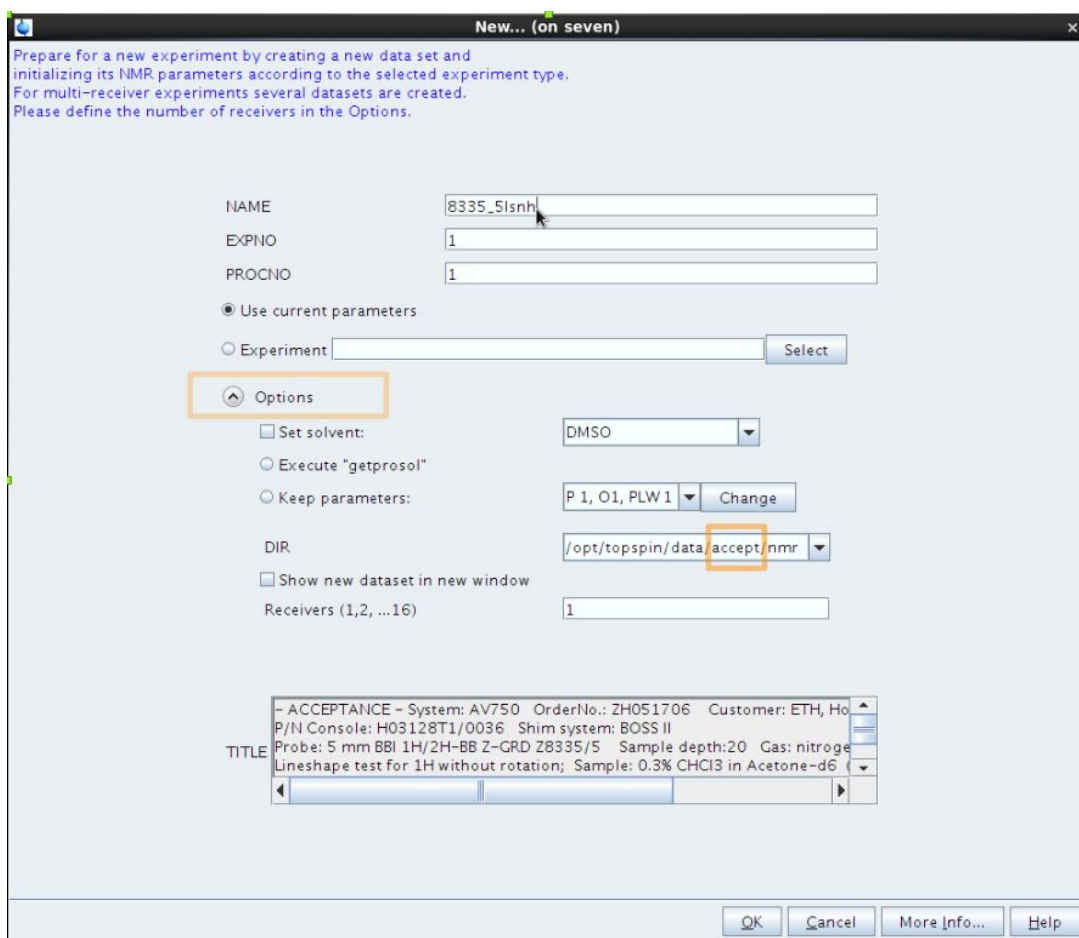 New... (on seven)
Prepare for a new experiment by creating a new data set and
initializing its NMR parameters according to the selected experiment type.
For multi-receiver experiments several datasets are created.
Please define the number of receivers in the Options.
NAME 8335_5lsnh
EXPNO 1
PROCNO 1
Use current parameters
Experiment Select
Options
Set solvent: DMSO
Execute "getprosol"
Keep parameters: P 1, O1, PLW 1 Change
DIR /opt/topspin/data/accept/nmr
Show new dataset in new window
Receivers (1,2, ...16) 1
TITLE
- ACCEPTANCE - System: AV750 OrderNo.: ZH051706 Customer: ETH, Ho
P/N Console: H03128T1/0036 Shim system: BOSS II
Probe: 5 mm BBI 1H/2H-BB Z-GRD Z8335/5 Sample depth:20 Gas: nitroge
Lineshape test for 1H without rotation; Sample: 0.3% CHCl3 in Acetone-d6 (
OK Cancel More Info... Help